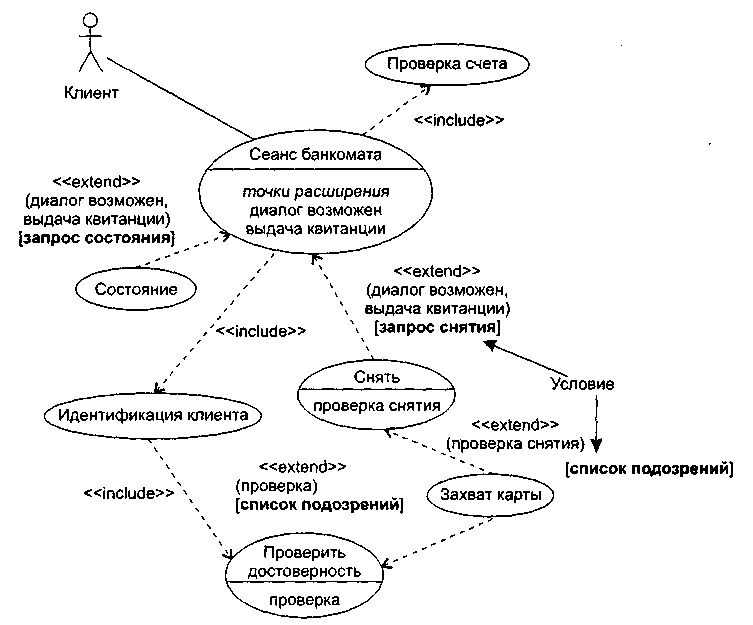 Клиент
Проверка счета
<<include>>
Сеанс банкомата
точки расширения
диалог возможен
выдача квитанции
<<extend>>
(диалог возможен,
выдача квитанции)
[запрос состояния]
Состояние
<<extend>>
(диалог возможен,
выдача квитанции)
[запрос снятия]
<<include>>
Снять
проверка снятия
Условие
Идентификация клиента
<<extend>>
(проверка снятия)
[список подозрений]
<<extend>>
(проверка)
[список подозрений]
<<include>>
Захват карты
Проверить
достоверность
проверка